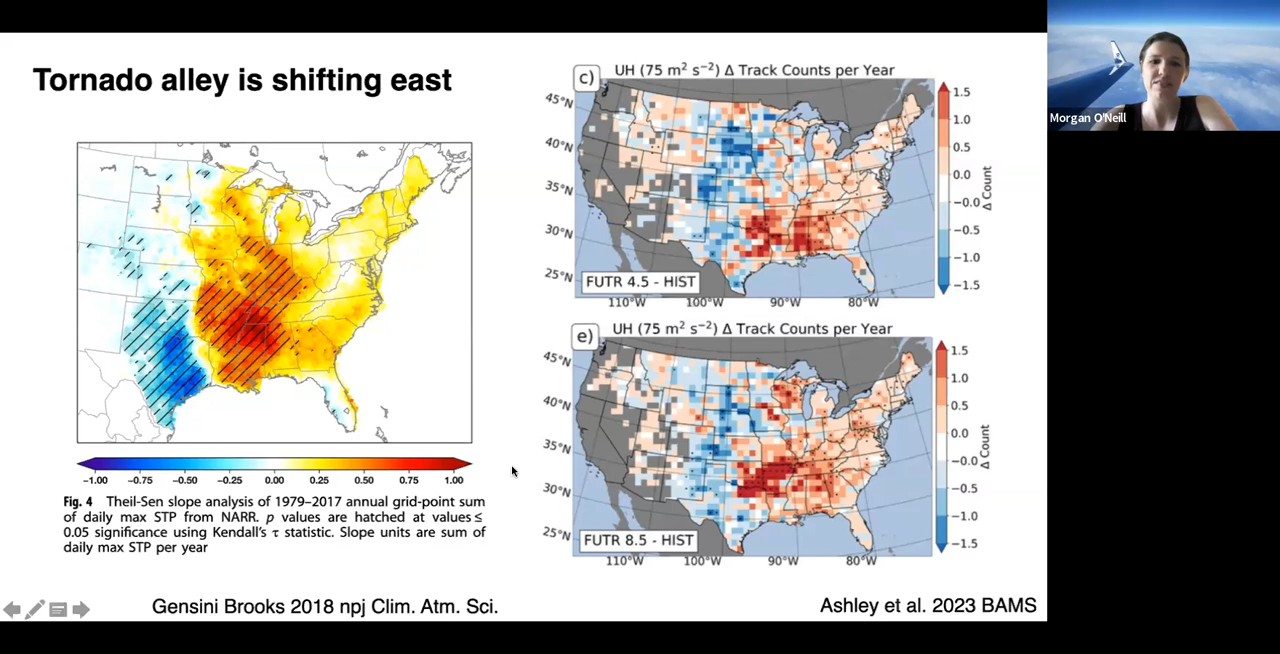 Tornado alley is shifting east
−1.00 −0.75 −0.50 −0.25 0.00 0.25 0.50 0.75 1.00
Fig. 4 Theil-Sen slope analysis of 1979–2017 annual grid-point sum
of daily max STP from NARR. p values are hatched at values ≤
0.05 significance using Kendall's τ statistic. Slope units are sum of
daily max STP per year
Gensini Brooks 2018 npj Clim. Atm. Sci.
c)
UH (75 m² s⁻²) Δ Track Counts per Year
45°N
40°N
35°N
30°N
25°N
FUTR 4.5 - HIST
110°W 100°W 90°W 80°W
1.5
1.0
0.5
0.0
−0.0
−0.5
−1.0
−1.5
Δ Count
e)
UH (75 m² s⁻²) Δ Track Counts per Year
45°N
40°N
35°N
30°N
25°N
FUTR 8.5 - HIST
110°W 100°W 90°W 80°W
1.5
1.0
0.5
0.0
−0.0
−0.5
−1.0
−1.5
Δ Count
Ashley et al. 2023 BAMS
Morgan O'Neill